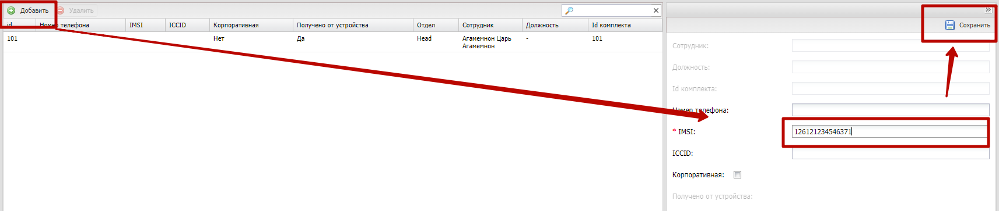 Добавить Удалить
id Номер телефона IMSI ICCID Корпоративная Получено от устройства Отдел Сотрудник Должность Id комплекта
101 Нет Да Head Агамемнон Царь - 101
Агамемнон
Сохранить
Сотрудник:
Должность:
Id комплекта:
Номер телефона:
* IMSI: 126121234546371
ICCID:
Корпоративная:
Получено от устройства: